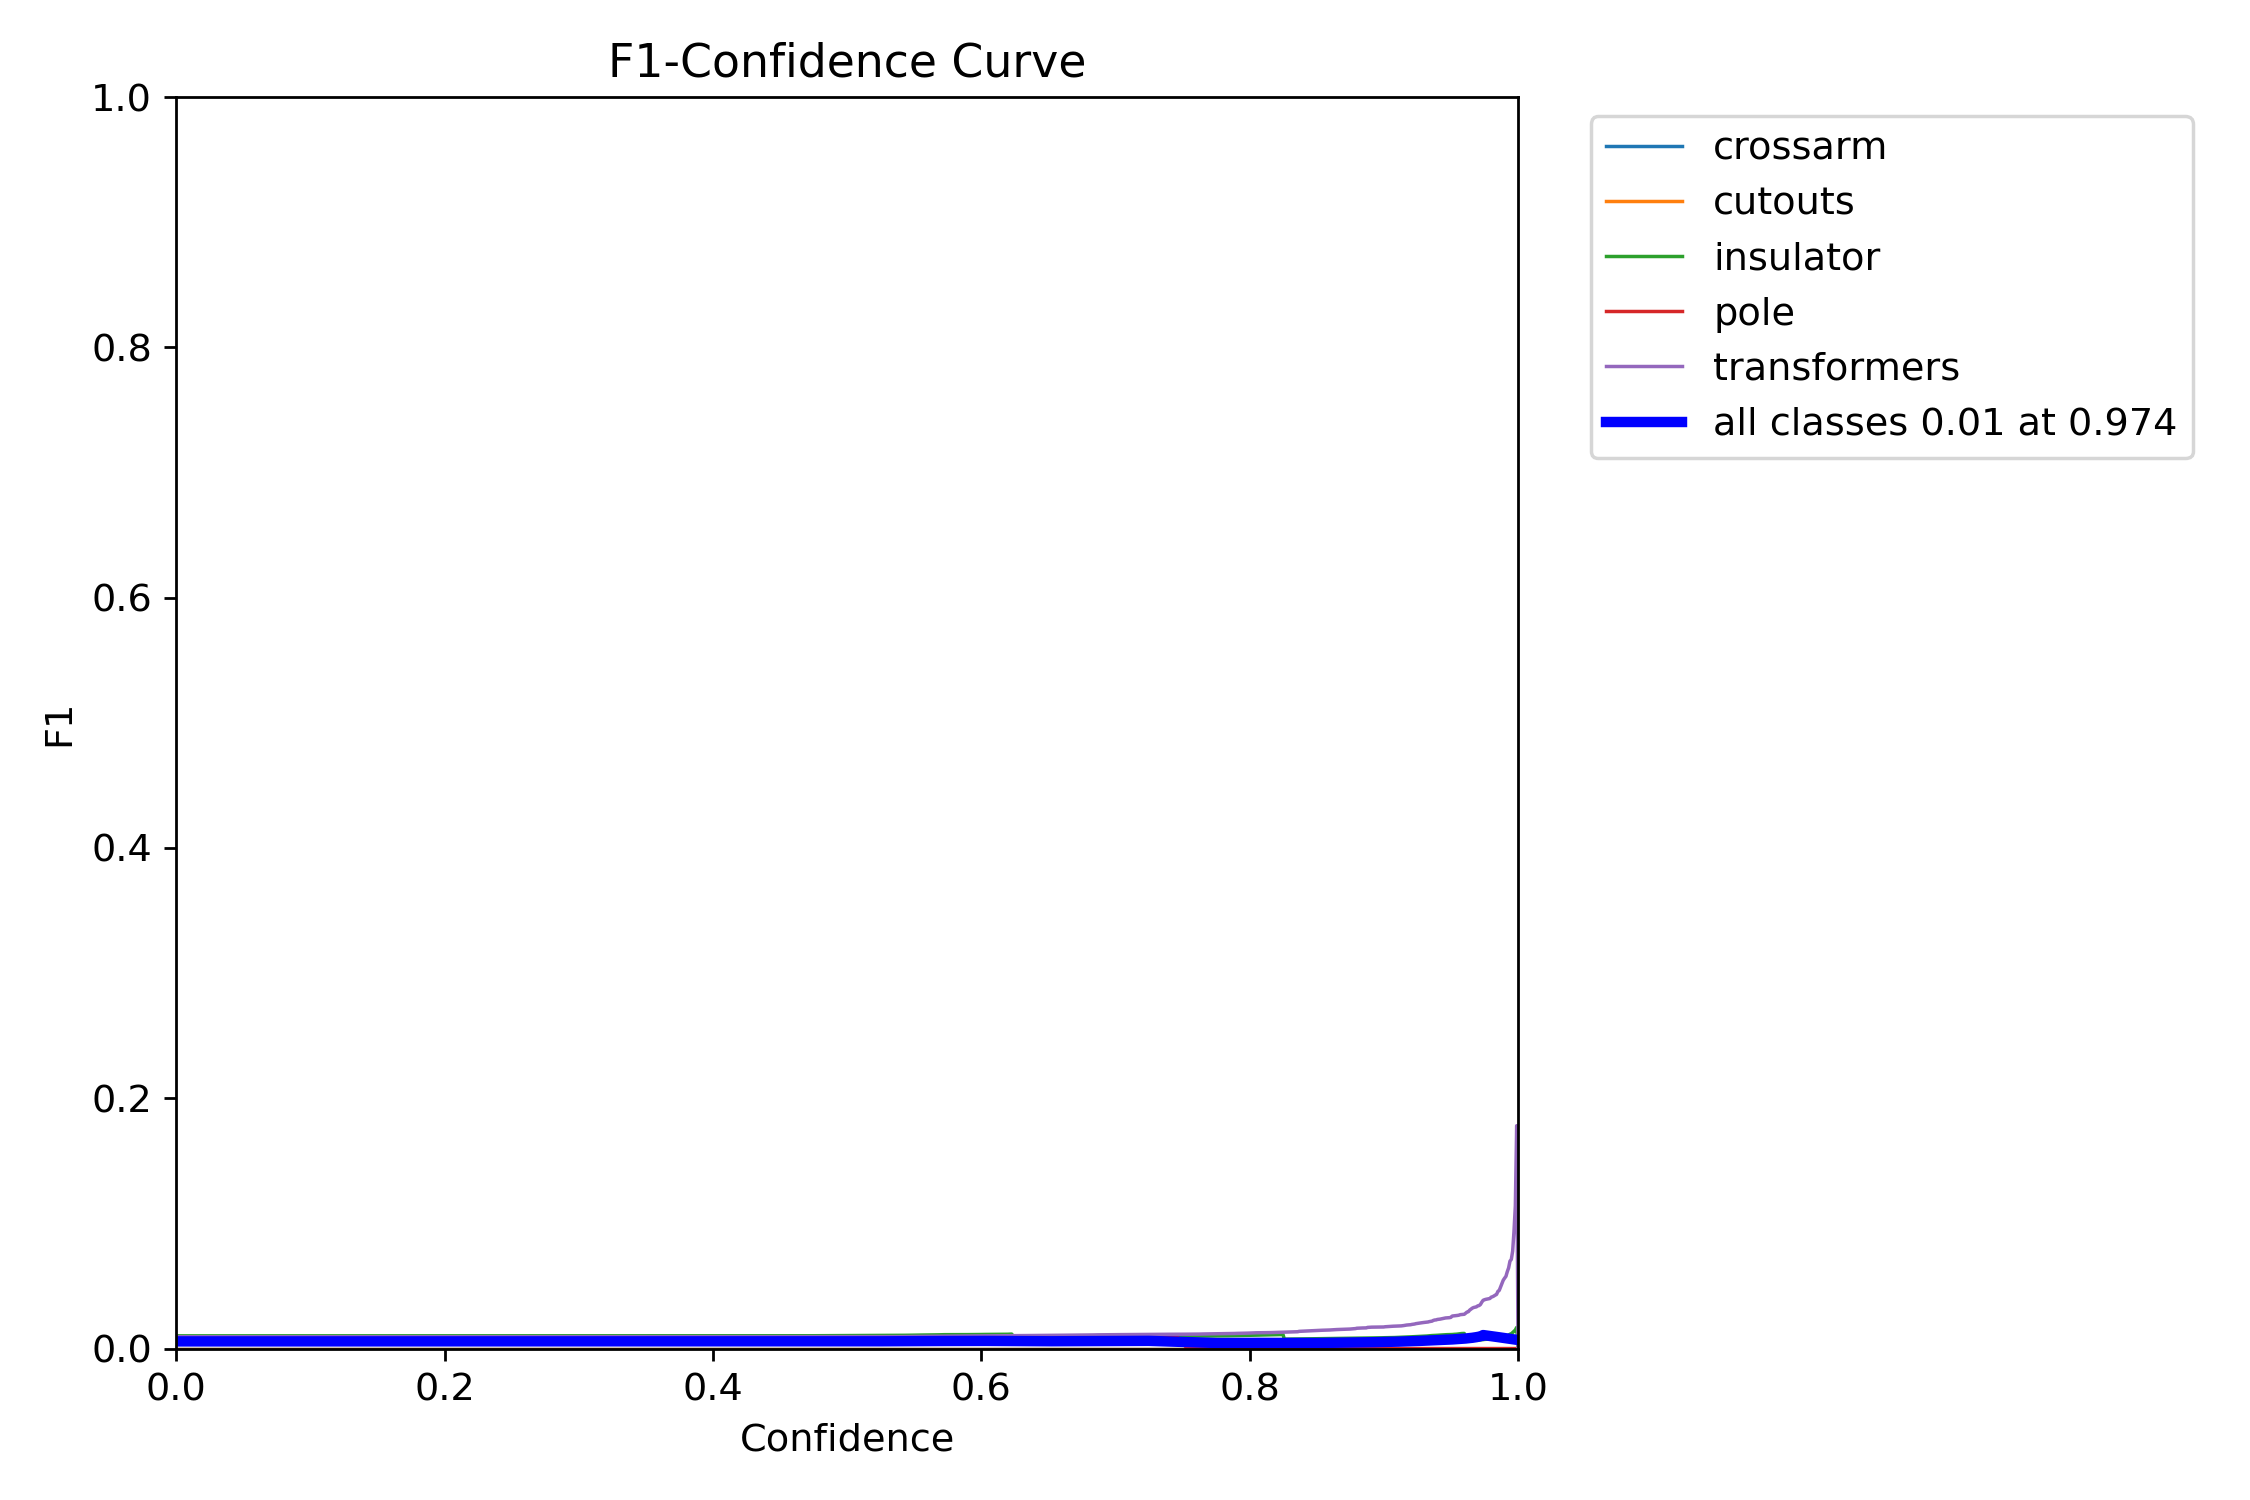 F1-Confidence Curve
1.0
0.8
0.6
0.4
0.2
0.0
F1
0.0 0.2 0.4 0.6 0.8 1.0
Confidence
crossarm
cutouts
insulator
pole
transformers
all classes 0.01 at 0.974